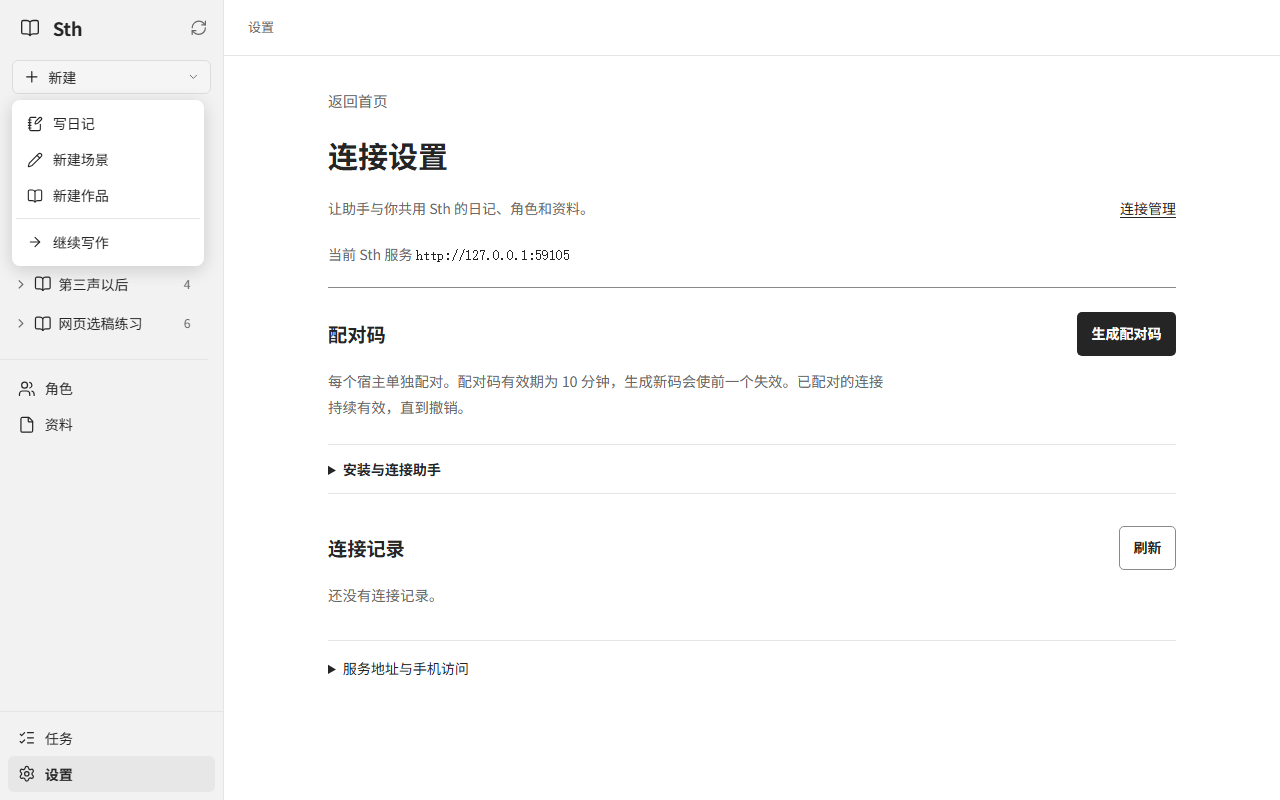 Sth
新建
写日记
新建场景
新建作品
继续写作
第三声以后 4
网页选稿练习 6
角色
资料
任务
设置
设置
返回首页
连接设置
让助手与你共用 Sth 的日记、角色和资料。
连接管理
当前 Sth 服务 http://127.0.0.1:59105
配对码
生成配对码
每个宿主单独配对。配对码有效期为 10 分钟，生成新码会使前一个失效。已配对的连接
持续有效，直到撤销。
安装与连接助手
连接记录
刷新
还没有连接记录。
服务地址与手机访问